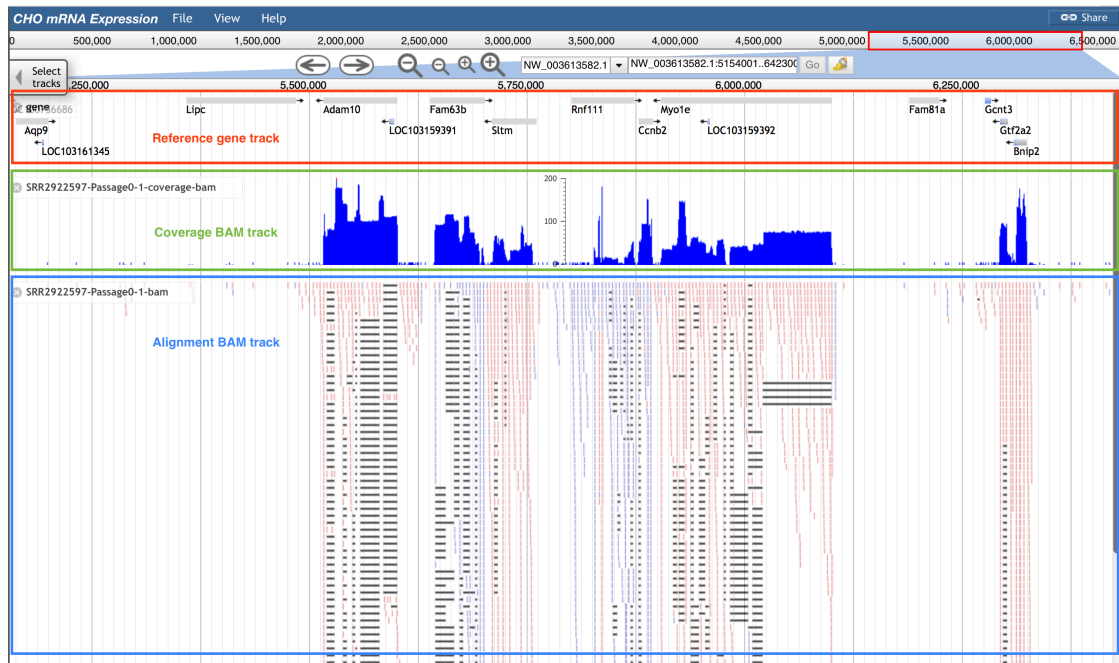 CHO mRNA Expression File View Help Share
0 500,000 1,000,000 1,500,000 2,000,000 2,500,000 3,000,000 3,500,000 4,000,000 4,500,000 5,000,000 5,500,000 6,000,000 6,500,000
Select
tracks
NW_003613582.1 NW_003613582.1:5154001..642300 Go
,250,000 5,500,000 5,750,000 6,000,000 6,250,000
gene 6686 Lipc Adam10 Fam63b Rnf111 Myo1e Fam81a Gcnt3
Aqp9 Reference gene track LOC103159391 Sltm Ccnb2 LOC103159392 Gtf2a2
LOC103161345 Bnip2
SRR2922597-Passage0-1-coverage-bam 200
Coverage BAM track 100
0
SRR2922597-Passage0-1-bam
Alignment BAM track